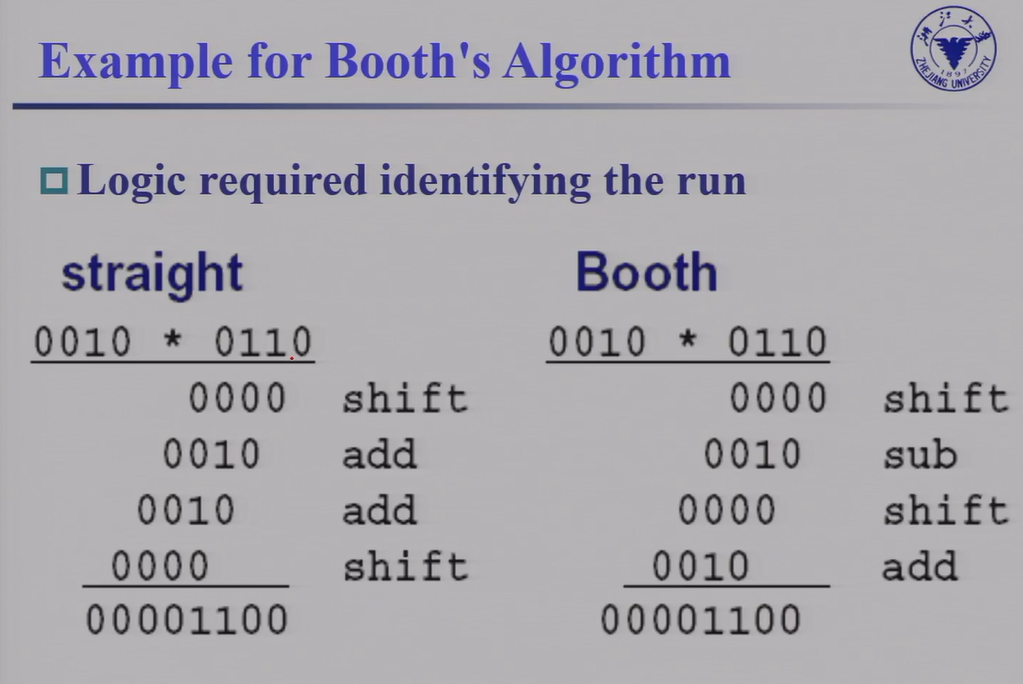 Example for Booth's Algorithm
浙江大学
ZHEJIANG UNIVERSITY
1897
Logic required identifying the run
straight
0010 * 0110
0000 shift
0010 add
0010 add
0000 shift
00001100
Booth
0010 * 0110
0000 shift
0010 sub
0000 shift
0010 add
00001100